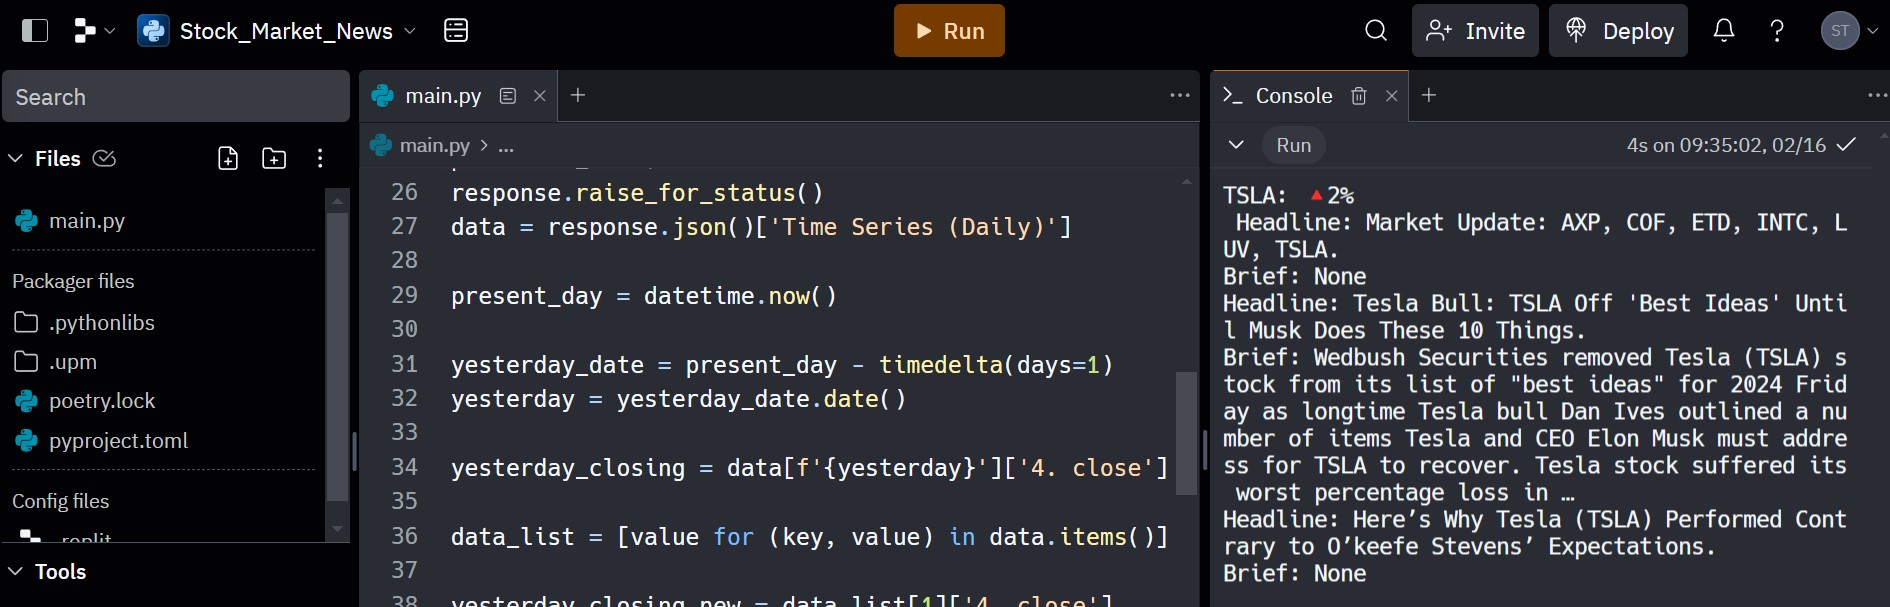 Stock_Market_News
Run
Invite
Deploy
?
ST
Search
Files
main.py
Packager files
.pythonlibs
.upm
poetry.lock
pyproject.toml
Config files
.replit
Tools
main.py
main.py > ...
26 response.raise_for_status()
27 data = response.json()['Time Series (Daily)']
28
29 present_day = datetime.now()
30
31 yesterday_date = present_day - timedelta(days=1)
32 yesterday = yesterday_date.date()
33
34 yesterday_closing = data[f'{yesterday}']['4. close']
35
36 data_list = [value for (key, value) in data.items()]
37
38 yesterday_closing_new = data_list[1]['4. close']
Console
Run
4s on 09:35:02, 02/16
TSLA: 🔺2%
Headline: Market Update: AXP, COF, ETD, INTC, L
UV, TSLA.
Brief: None
Headline: Tesla Bull: TSLA Off 'Best Ideas' Unti
l Musk Does These 10 Things.
Brief: Wedbush Securities removed Tesla (TSLA) s
tock from its list of "best ideas" for 2024 Frid
ay as longtime Tesla bull Dan Ives outlined a nu
mber of items Tesla and CEO Elon Musk must addre
ss for TSLA to recover. Tesla stock suffered its
worst percentage loss in …
Headline: Here’s Why Tesla (TSLA) Performed Cont
rary to O’keefe Stevens’ Expectations.
Brief: None